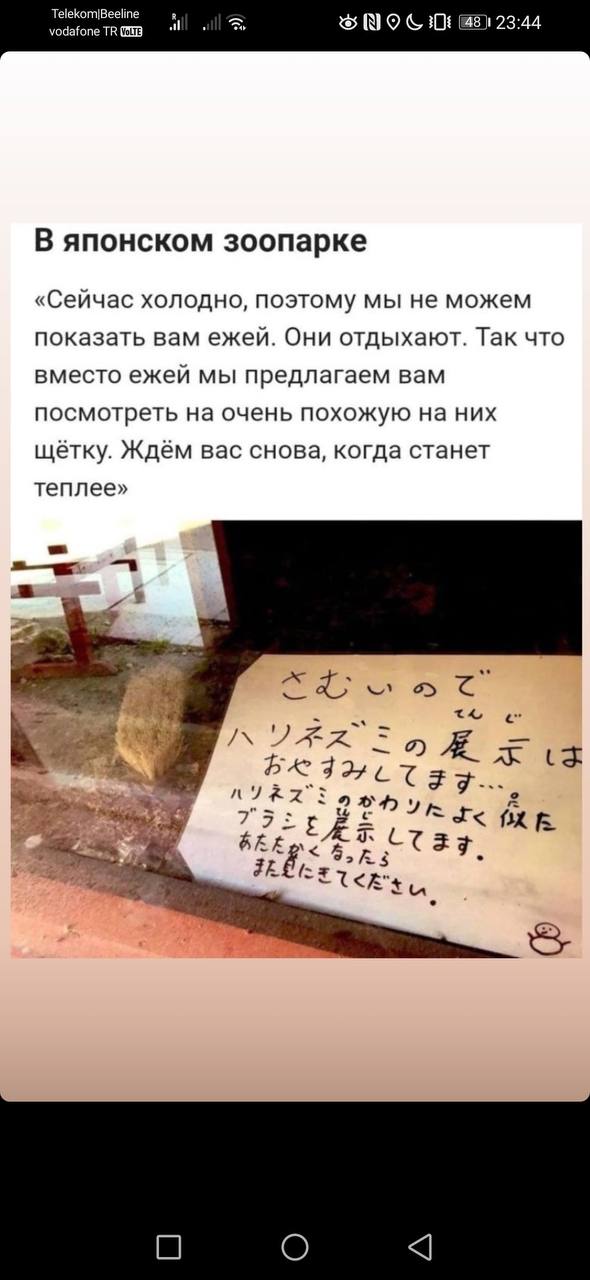 Telekom|Beeline
vodafone TR VoLTE
R
48
23:44
В японском зоопарке
«Сейчас холодно, поэтому мы не можем
показать вам ежей. Они отдыхают. Так что
вместо ежей мы предлагаем вам
посмотреть на очень похожую на них
щётку. Ждём вас снова, когда станет
теплее»
さむいので
てんじ
ハリネズミの展示は
おやすみしてます…。
ハリネズミのかわりによく似た
ブラシを展示してます。
あたたかくなったら
また見にきてください。